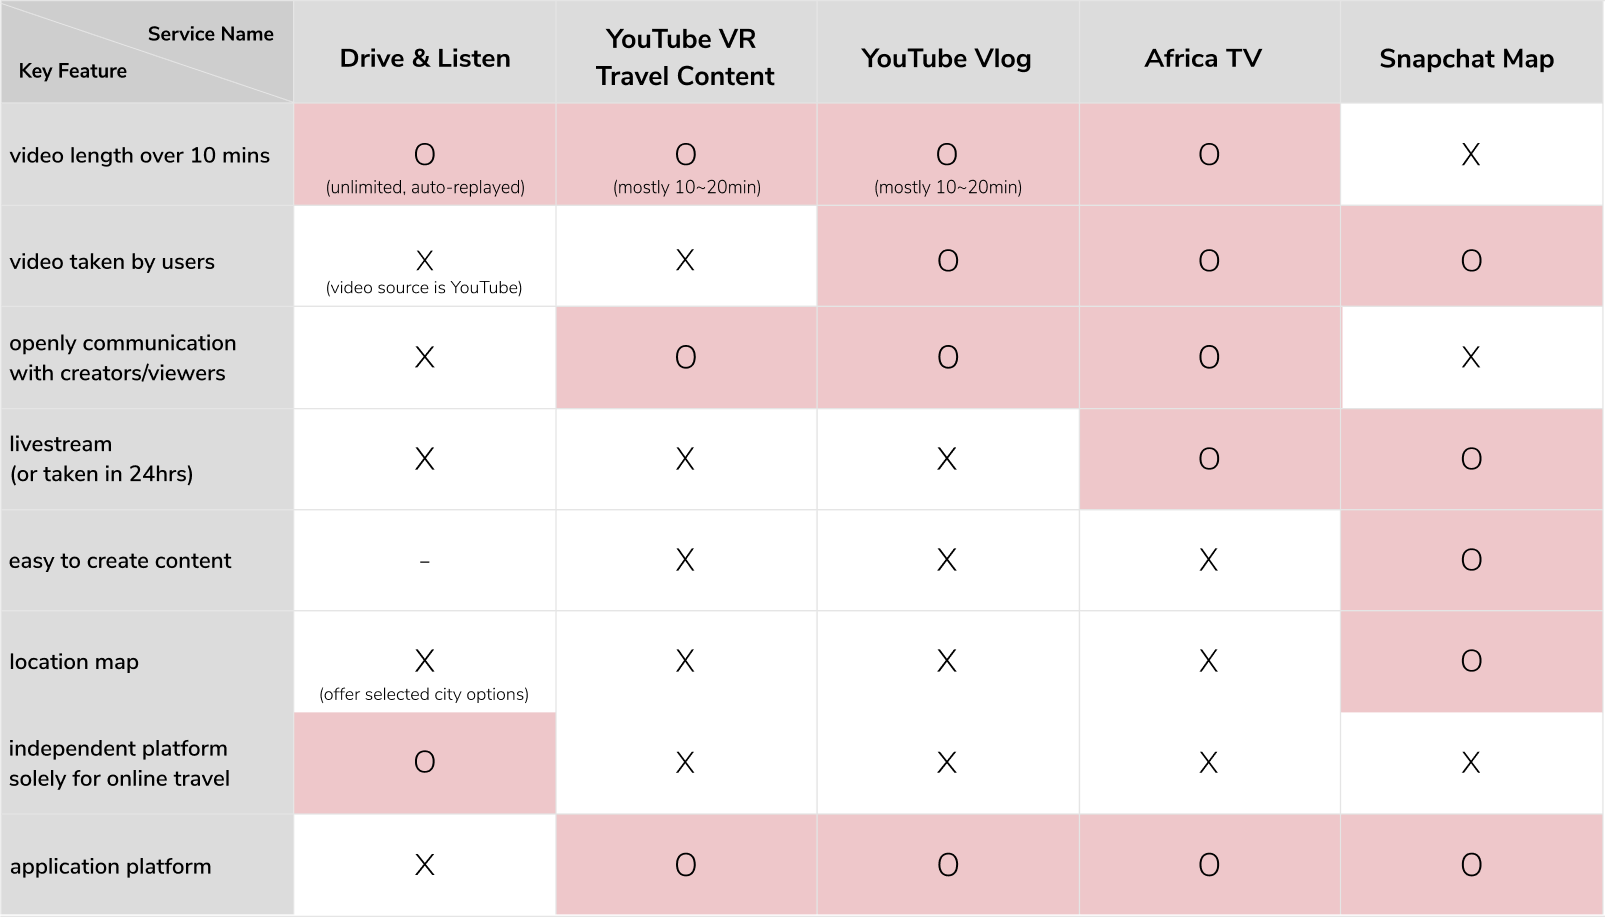 Service Name
Key Feature
Drive & Listen
YouTube VR
Travel Content
YouTube Vlog
Africa TV
Snapchat Map
video length over 10 mins
O
(unlimited, auto-replayed)
O
(mostly 10~20min)
O
(mostly 10~20min)
O
X
video taken by users
X
(video source is YouTube)
X
O
O
O
openly communication
with creators/viewers
X
O
O
O
X
livestream
(or taken in 24hrs)
X
X
X
O
O
easy to create content
-
X
X
X
O
location map
X
(offer selected city options)
X
X
X
O
independent platform
solely for online travel
O
X
X
X
X
application platform
X
O
O
O
O